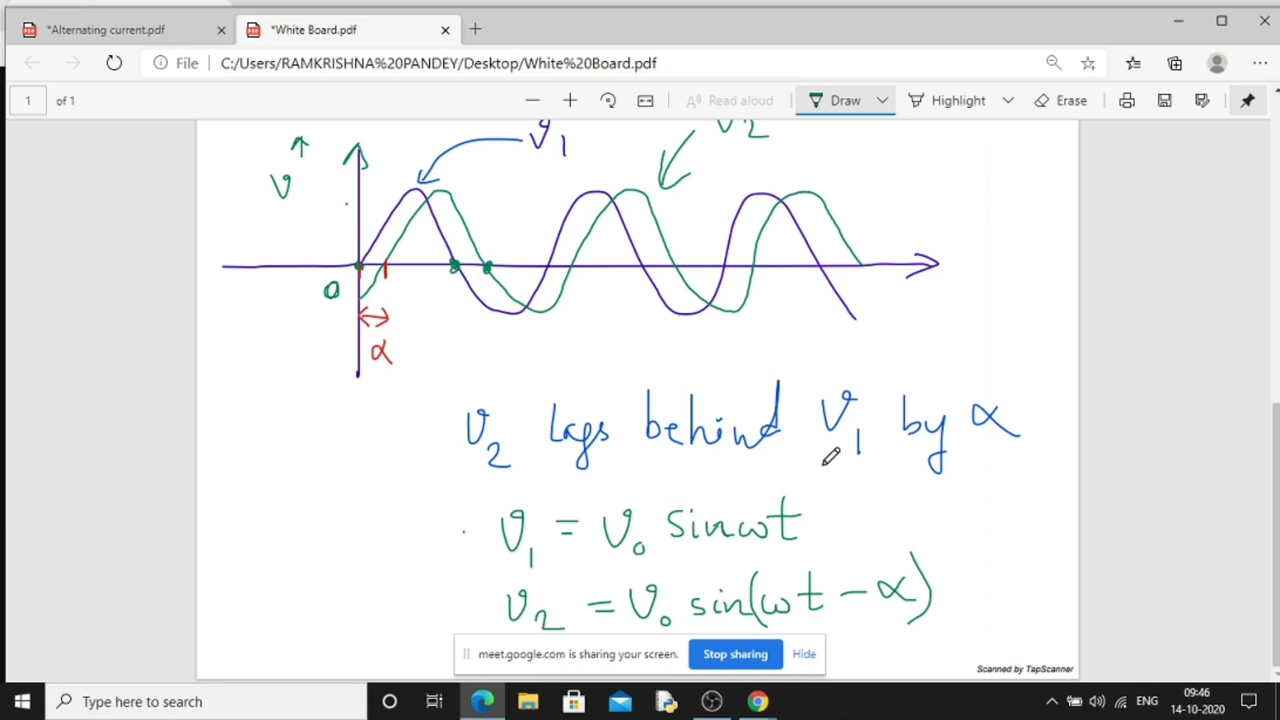 *Alternating current.pdf
*White Board.pdf
File
C:/Users/RAMKRISHNA%20PANDEY/Desktop/White%20Board.pdf
1 of 1
Read aloud
Draw
Highlight
Erase
v1
v2
v
0
α
v2 lags behind v1 by α
v1 = v0 sinωt
v2 = v0 sin(ωt - α)
meet.google.com is sharing your screen.
Stop sharing
Hide
Scanned by TapScanner
Type here to search
ENG
09:46
14-10-2020